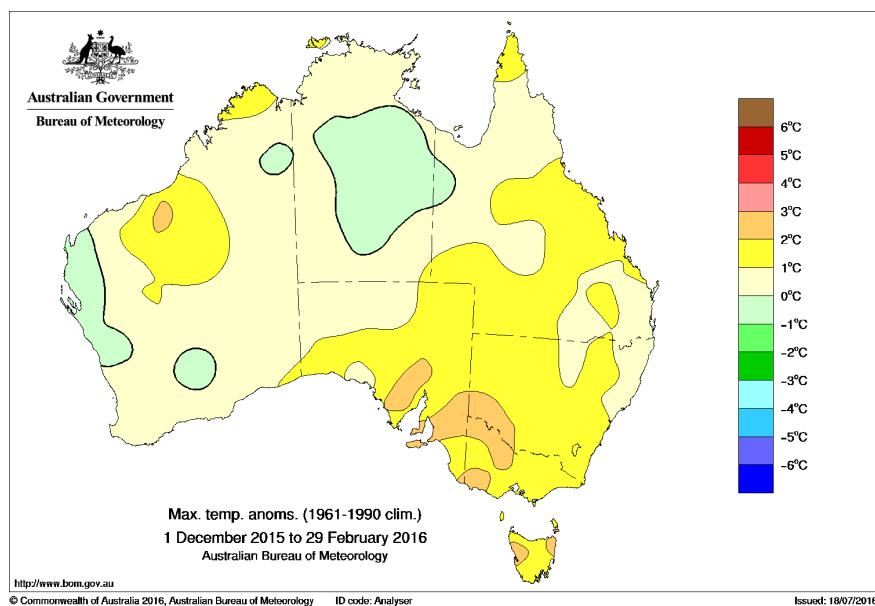 Australian Government
Bureau of Meteorology
6°C
5°C
4°C
3°C
2°C
1°C
0°C
-1°C
-2°C
-3°C
-4°C
-5°C
-6°C
Max. temp. anoms. (1961-1990 clim.)
1 December 2015 to 29 February 2016
Australian Bureau of Meteorology
http://www.bom.gov.au
© Commonwealth of Australia 2016, Australian Bureau of Meteorology ID code: Analyser Issued: 18/07/2016